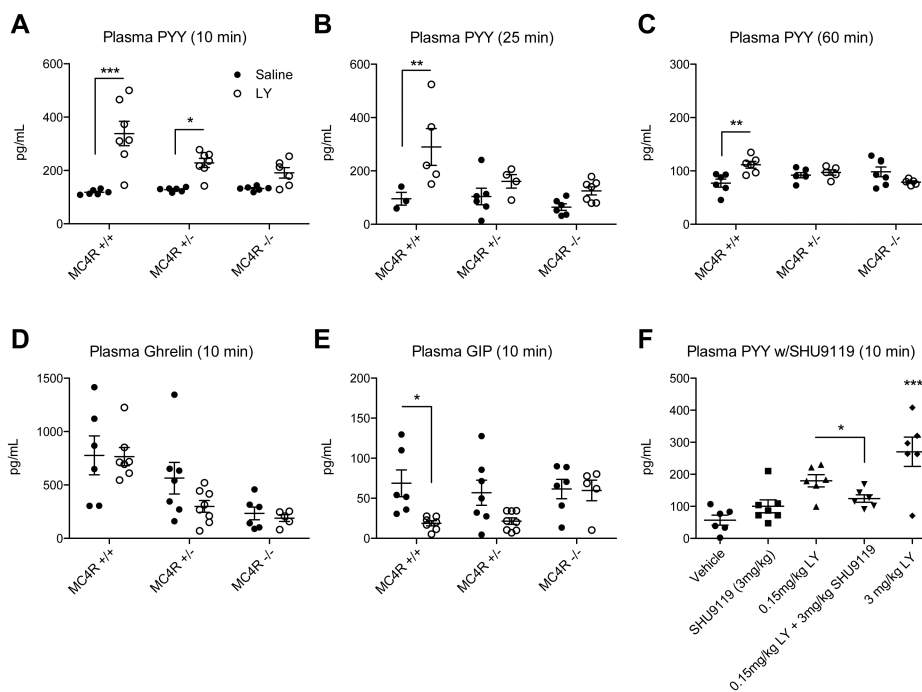 A
Plasma PYY (10 min)
600
400
200
0
pg/mL
***
*
Saline
LY
MC4R +/+
MC4R +/-
MC4R -/-
B
Plasma PYY (25 min)
600
400
200
0
pg/mL
**
MC4R +/+
MC4R +/-
MC4R -/-
C
Plasma PYY (60 min)
300
200
100
0
pg/mL
**
MC4R +/+
MC4R +/-
MC4R -/-
D
Plasma Ghrelin (10 min)
1500
1000
500
0
pg/mL
MC4R +/+
MC4R +/-
MC4R -/-
E
Plasma GIP (10 min)
200
150
100
50
0
pg/mL
*
MC4R +/+
MC4R +/-
MC4R -/-
F
Plasma PYY w/SHU9119 (10 min)
500
400
300
200
100
0
pg/mL
*
***
Vehicle
SHU9119 (3mg/kg)
0.15mg/kg LY
0.15mg/kg LY + 3mg/kg SHU9119
3 mg/kg LY